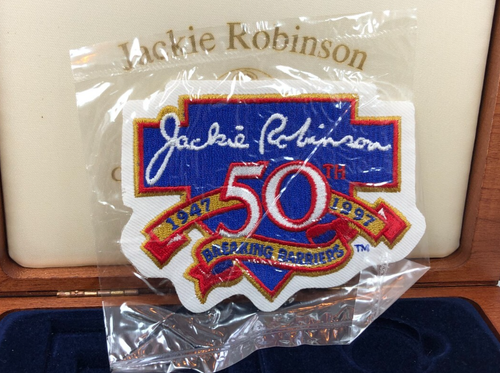 Jackie Robinson
Jackie Robinson
50TH
1947 1997
BREAKING BARRIERS
TM